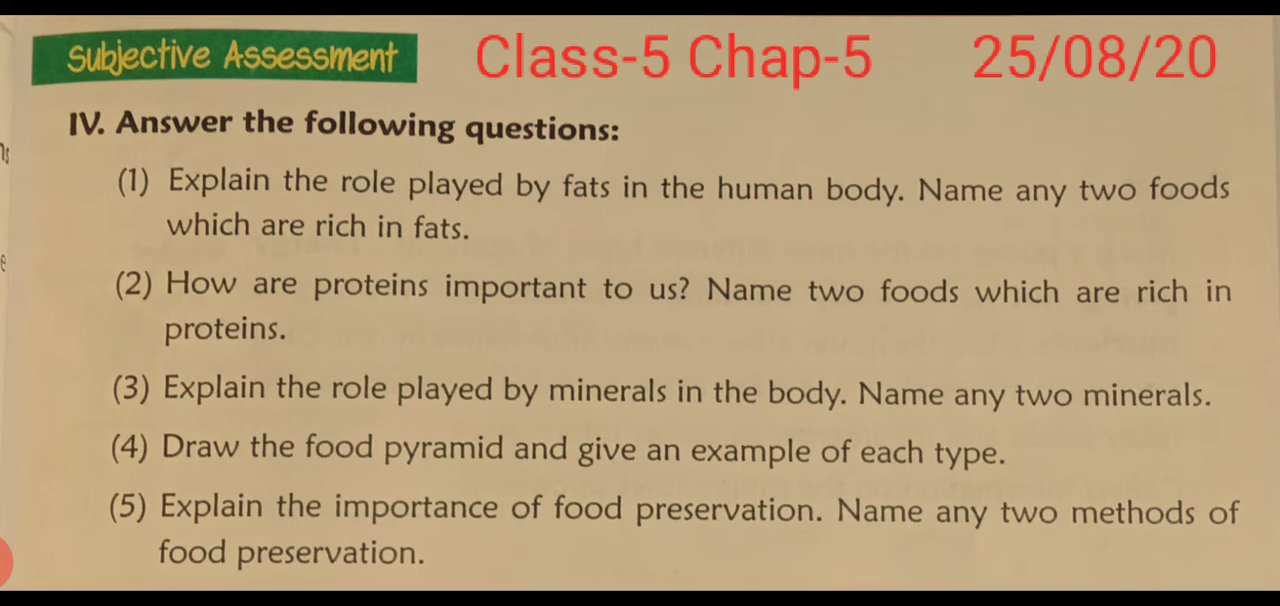 Subjective Assessment Class-5 Chap-5 25/08/20
IV. Answer the following questions:
(1) Explain the role played by fats in the human body. Name any two foods
which are rich in fats.
(2) How are proteins important to us? Name two foods which are rich in
proteins.
(3) Explain the role played by minerals in the body. Name any two minerals.
(4) Draw the food pyramid and give an example of each type.
(5) Explain the importance of food preservation. Name any two methods of
food preservation.